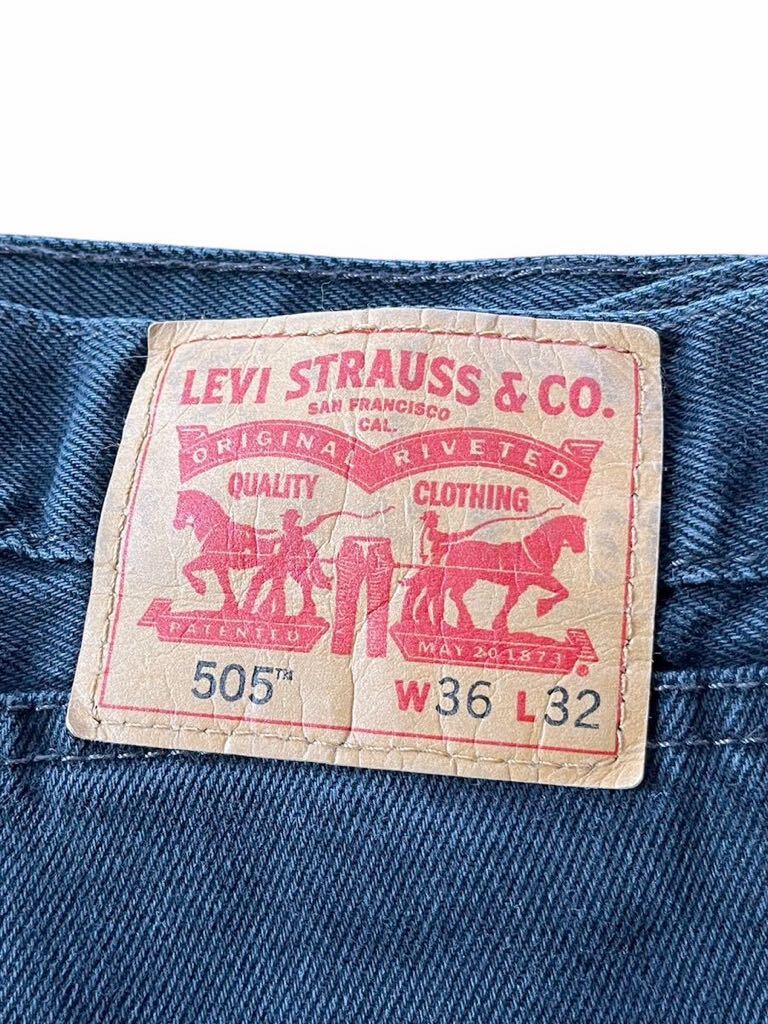 LEVI STRAUSS & CO.
SAN FRANCISCO
CAL.
ORIGINAL RIVETED
QUALITY CLOTHING
PATENTED MAY 20 1873
®
505™ W36 L32